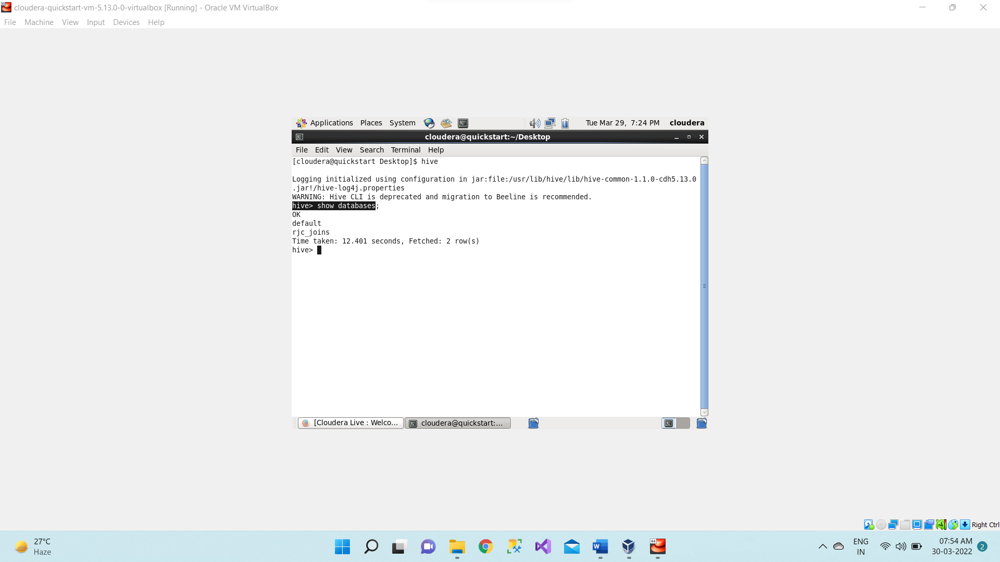 cloudera-quickstart-vm-5.13.0-0-virtualbox [Running] - Oracle VM VirtualBox
File Machine View Input Devices Help
Applications Places System Tue Mar 29, 7:24 PM cloudera
cloudera@quickstart:~/Desktop
File Edit View Search Terminal Help
[cloudera@quickstart Desktop]$ hive
Logging initialized using configuration in jar:file:/usr/lib/hive/lib/hive-common-1.1.0-cdh5.13.0
.jar!/hive-log4j.properties
WARNING: Hive CLI is deprecated and migration to Beeline is recommended.
hive> show databases;
OK
default
rjc_joins
Time taken: 12.401 seconds, Fetched: 2 row(s)
hive>
[Cloudera Live : Welco... cloudera@quickstart:...
Right Ctrl
27°C
Haze
ENG
IN
07:54 AM
30-03-2022
2